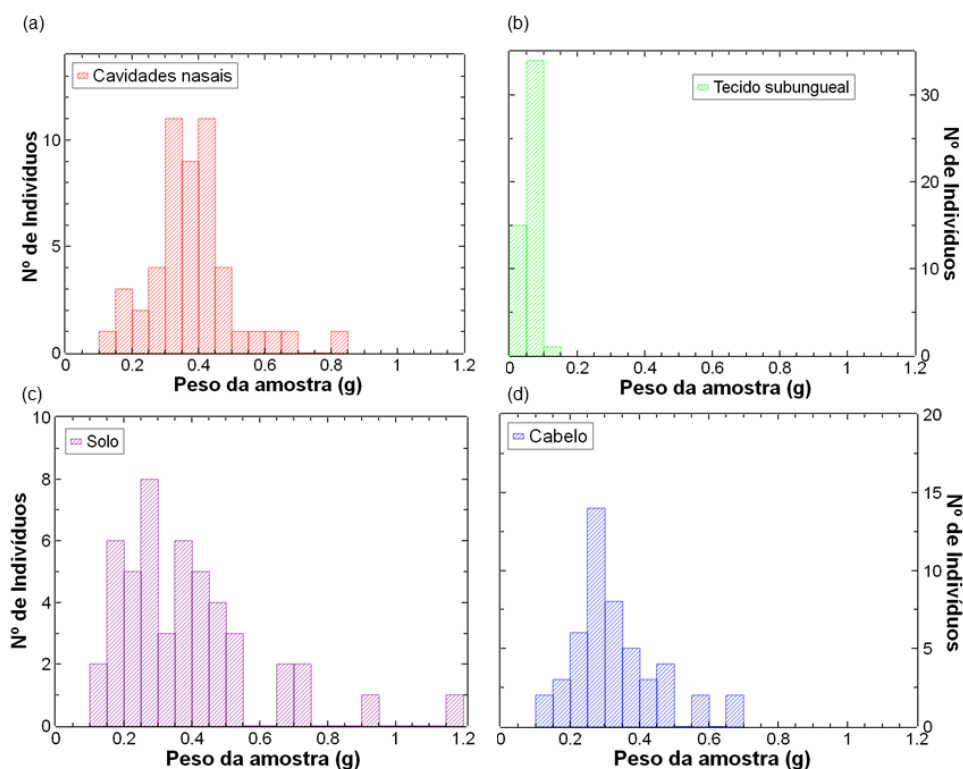 (a)
Cavidades nasais
Nº de Indivíduos
10
5
0
0 0.2 0.4 0.6 0.8 1 1.2
Peso da amostra (g)
(b)
Tecido subungueal
Nº de Indivíduos
30
20
10
0
0 0.2 0.4 0.6 0.8 1 1.2
Peso da amostra (g)
(c)
Solo
Nº de Indivíduos
10
8
6
4
2
0
0 0.2 0.4 0.6 0.8 1 1.2
Peso da amostra (g)
(d)
Cabelo
Nº de Indivíduos
20
15
10
5
0
0 0.2 0.4 0.6 0.8 1 1.2
Peso da amostra (g)